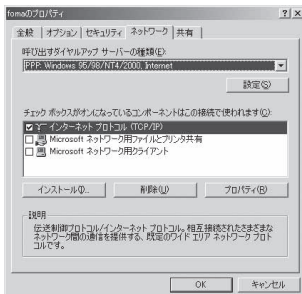 fomaのプロパティ
全般 オプション セキュリティ ネットワーク 共有
呼び出すダイヤルアップ サーバーの種類(E):
PPP: Windows 95/98/NT4/2000, Internet
設定(S)
チェック ボックスがオンになっているコンポーネントはこの接続で使われます(O):
インターネット プロトコル (TCP/IP)
Microsoft ネットワーク用ファイルとプリンタ共有
Microsoft ネットワーク用クライアント
インストール(I)... 削除(U) プロパティ(R)
説明
伝送制御プロトコル/インターネット プロトコル。相互接続されたさまざまな
ネットワーク間の通信を提供する、既定のワイド エリア ネットワーク プロト
コルです。
OK キャンセル